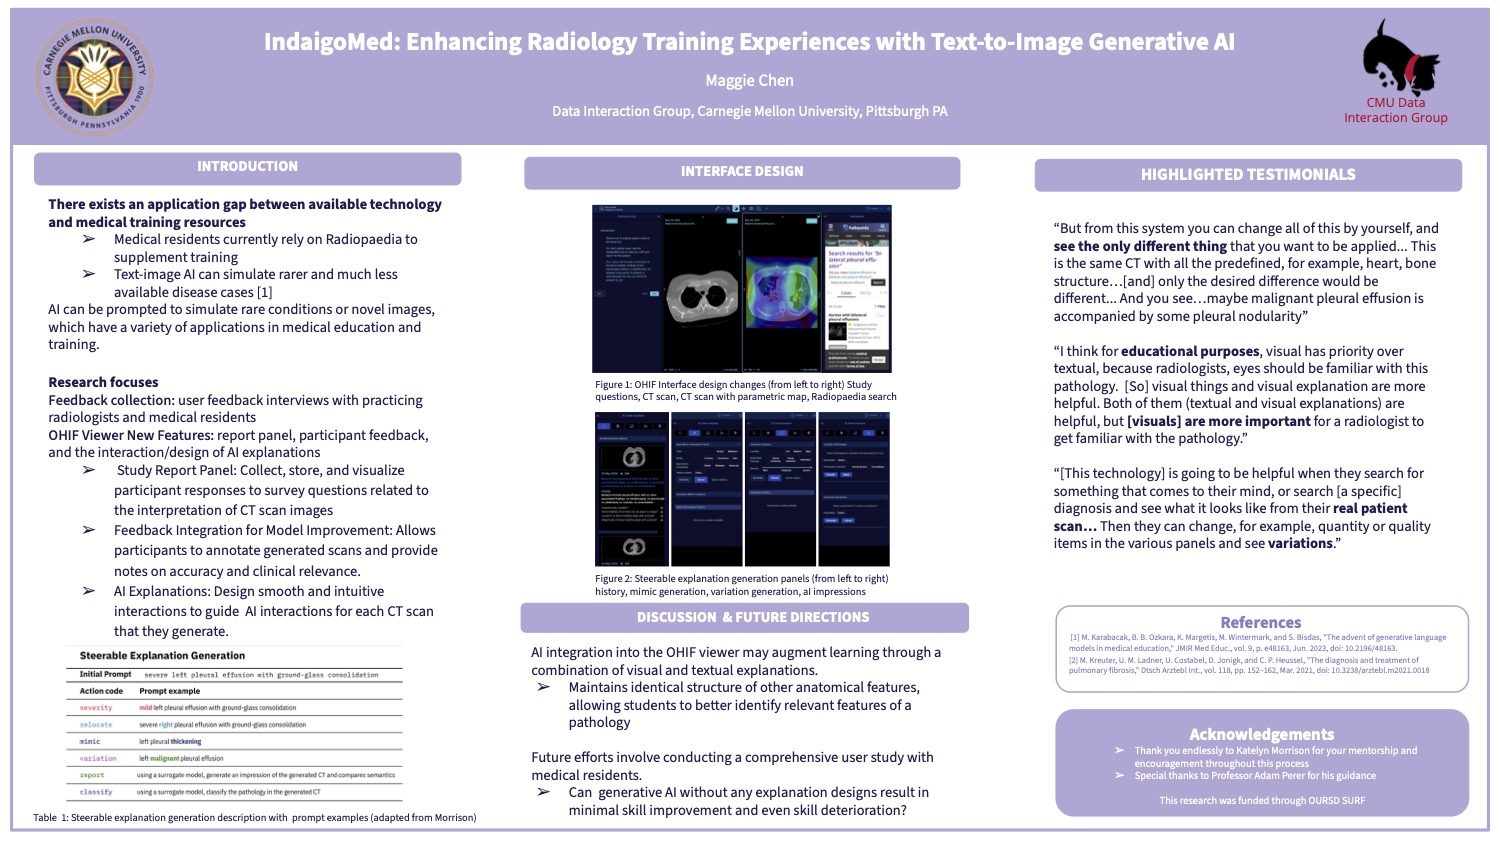 CARNEGIE MELLON UNIVERSITY
PITTSBURGH PENNSYLVANIA 1900
IndaigoMed: Enhancing Radiology Training Experiences with Text-to-Image Generative AI
Maggie Chen
Data Interaction Group, Carnegie Mellon University, Pittsburgh PA
CMU Data
Interaction Group
INTRODUCTION
There exists an application gap between available technology
and medical training resources
➢ Medical residents currently rely on Radiopaedia to
supplement training
➢ Text-image AI can simulate rarer and much less
available disease cases [1]
AI can be prompted to simulate rare conditions or novel images,
which have a variety of applications in medical education and
training.
Research focuses
Feedback collection: user feedback interviews with practicing
radiologists and medical residents
OHIF Viewer New Features: report panel, participant feedback,
and the interaction/design of AI explanations
➢ Study Report Panel: Collect, store, and visualize
participant responses to survey questions related to
the interpretation of CT scan images
➢ Feedback Integration for Model Improvement: Allows
participants to annotate generated scans and provide
notes on accuracy and clinical relevance.
➢ AI Explanations: Design smooth and intuitive
interactions to guide AI interactions for each CT scan
that they generate.
Steerable Explanation Generation
Initial Prompt severe left pleural effusion with ground-glass consolidation
Action code Prompt example
severity mild left pleural effusion with ground-glass consolidation
relocate severe right pleural effusion with ground-glass consolidation
mimic left pleural thickening
variation left malignant pleural effusion
report using a surrogate model, generate an impression of the generated CT and compares semantics
classify using a surrogate model, classify the pathology in the generated CT
Table 1: Steerable explanation generation description with prompt examples (adapted from Morrison)
INTERFACE DESIGN
Radiopaedia
Search results for "bi-
lateral pleural effu-
sion"
Search
Cases
Figure 1: OHIF Interface design changes (from left to right) Study
questions, CT scan, CT scan with parametric map, Radiopaedia search
Figure 2: Steerable explanation generation panels (from left to right)
history, mimic generation, variation generation, aI impressions
DISCUSSION & FUTURE DIRECTIONS
AI integration into the OHIF viewer may augment learning through a
combination of visual and textual explanations.
➢ Maintains identical structure of other anatomical features,
allowing students to better identify relevant features of a
pathology
Future efforts involve conducting a comprehensive user study with
medical residents.
➢ Can generative AI without any explanation designs result in
minimal skill improvement and even skill deterioration?
HIGHLIGHTED TESTIMONIALS
“But from this system you can change all of this by yourself, and
see the only different thing that you want to be applied... This
is the same CT with all the predefined, for example, heart, bone
structure…[and] only the desired difference would be
different... And you see…maybe malignant pleural effusion is
accompanied by some pleural nodularity”
“I think for educational purposes, visual has priority over
textual, because radiologists, eyes should be familiar with this
pathology. [So] visual things and visual explanation are more
helpful. Both of them (textual and visual explanations) are
helpful, but [visuals] are more important for a radiologist to
get familiar with the pathology.”
“[This technology] is going to be helpful when they search for
something that comes to their mind, or search [a specific]
diagnosis and see what it looks like from their real patient
scan… Then they can change, for example, quantity or quality
items in the various panels and see variations.”
References
[1] M. Karabacak, B. B. Ozkara, K. Margetis, M. Wintermark, and S. Bisdas, "The advent of generative language
models in medical education," JMIR Med Educ., vol. 9, p. e48163, Jun. 2023, doi: 10.2196/48163.
[2] M. Kreuter, U. M. Ladner, U. Costabel, D. Jonigk, and C. P. Heussel, "The diagnosis and treatment of
pulmonary fibrosis," Dtsch Arztebl Int., vol. 118, pp. 152–162, Mar. 2021, doi: 10.3238/arztebl.m2021.0018
Acknowledgements
➢ Thank you endlessly to Katelyn Morrison for your mentorship and
encouragement throughout this process
➢ Special thanks to Professor Adam Perer for his guidance
This research was funded through OURSD SURF